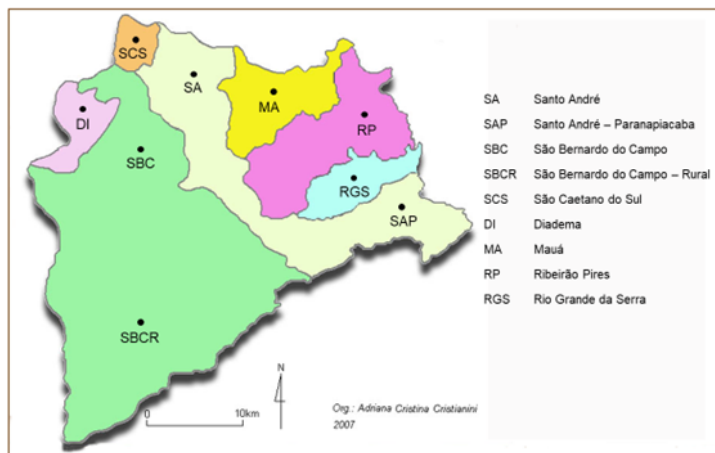 SCS
SA
MA
DI
RP
SBC
RGS
SAP
SBCR
N
0 10km
Org.: Adriana Cristina Cristianini
2007
SA Santo André
SAP Santo André – Paranapiacaba
SBC São Bernardo do Campo
SBCR São Bernardo do Campo – Rural
SCS São Caetano do Sul
DI Diadema
MA Mauá
RP Ribeirão Pires
RGS Rio Grande da Serra